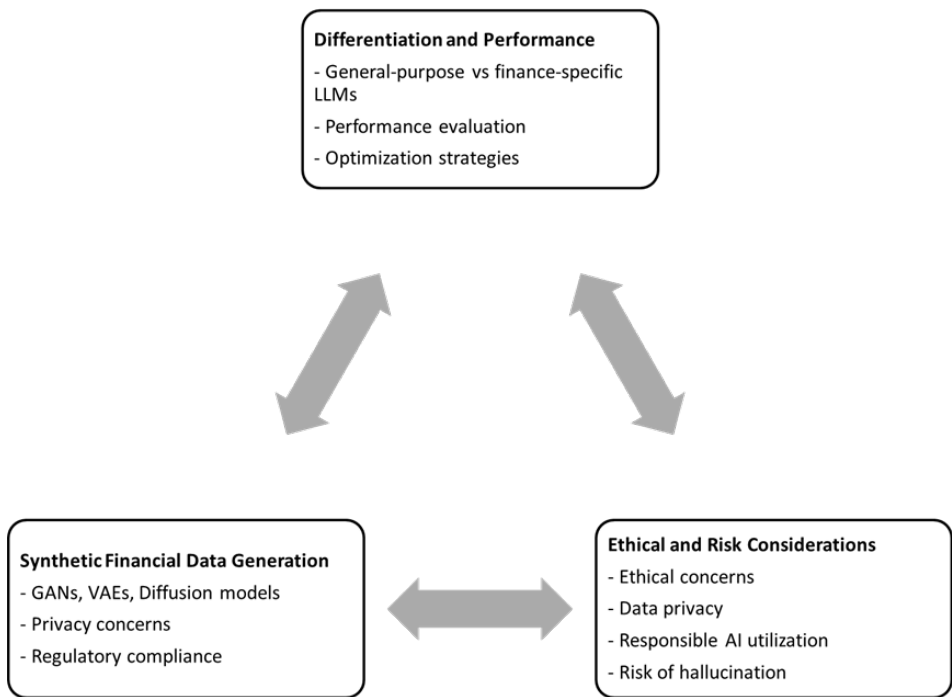 Differentiation and Performance
- General-purpose vs finance-specific
LLMs
- Performance evaluation
- Optimization strategies
Synthetic Financial Data Generation
- GANs, VAEs, Diffusion models
- Privacy concerns
- Regulatory compliance
Ethical and Risk Considerations
- Ethical concerns
- Data privacy
- Responsible AI utilization
- Risk of hallucination